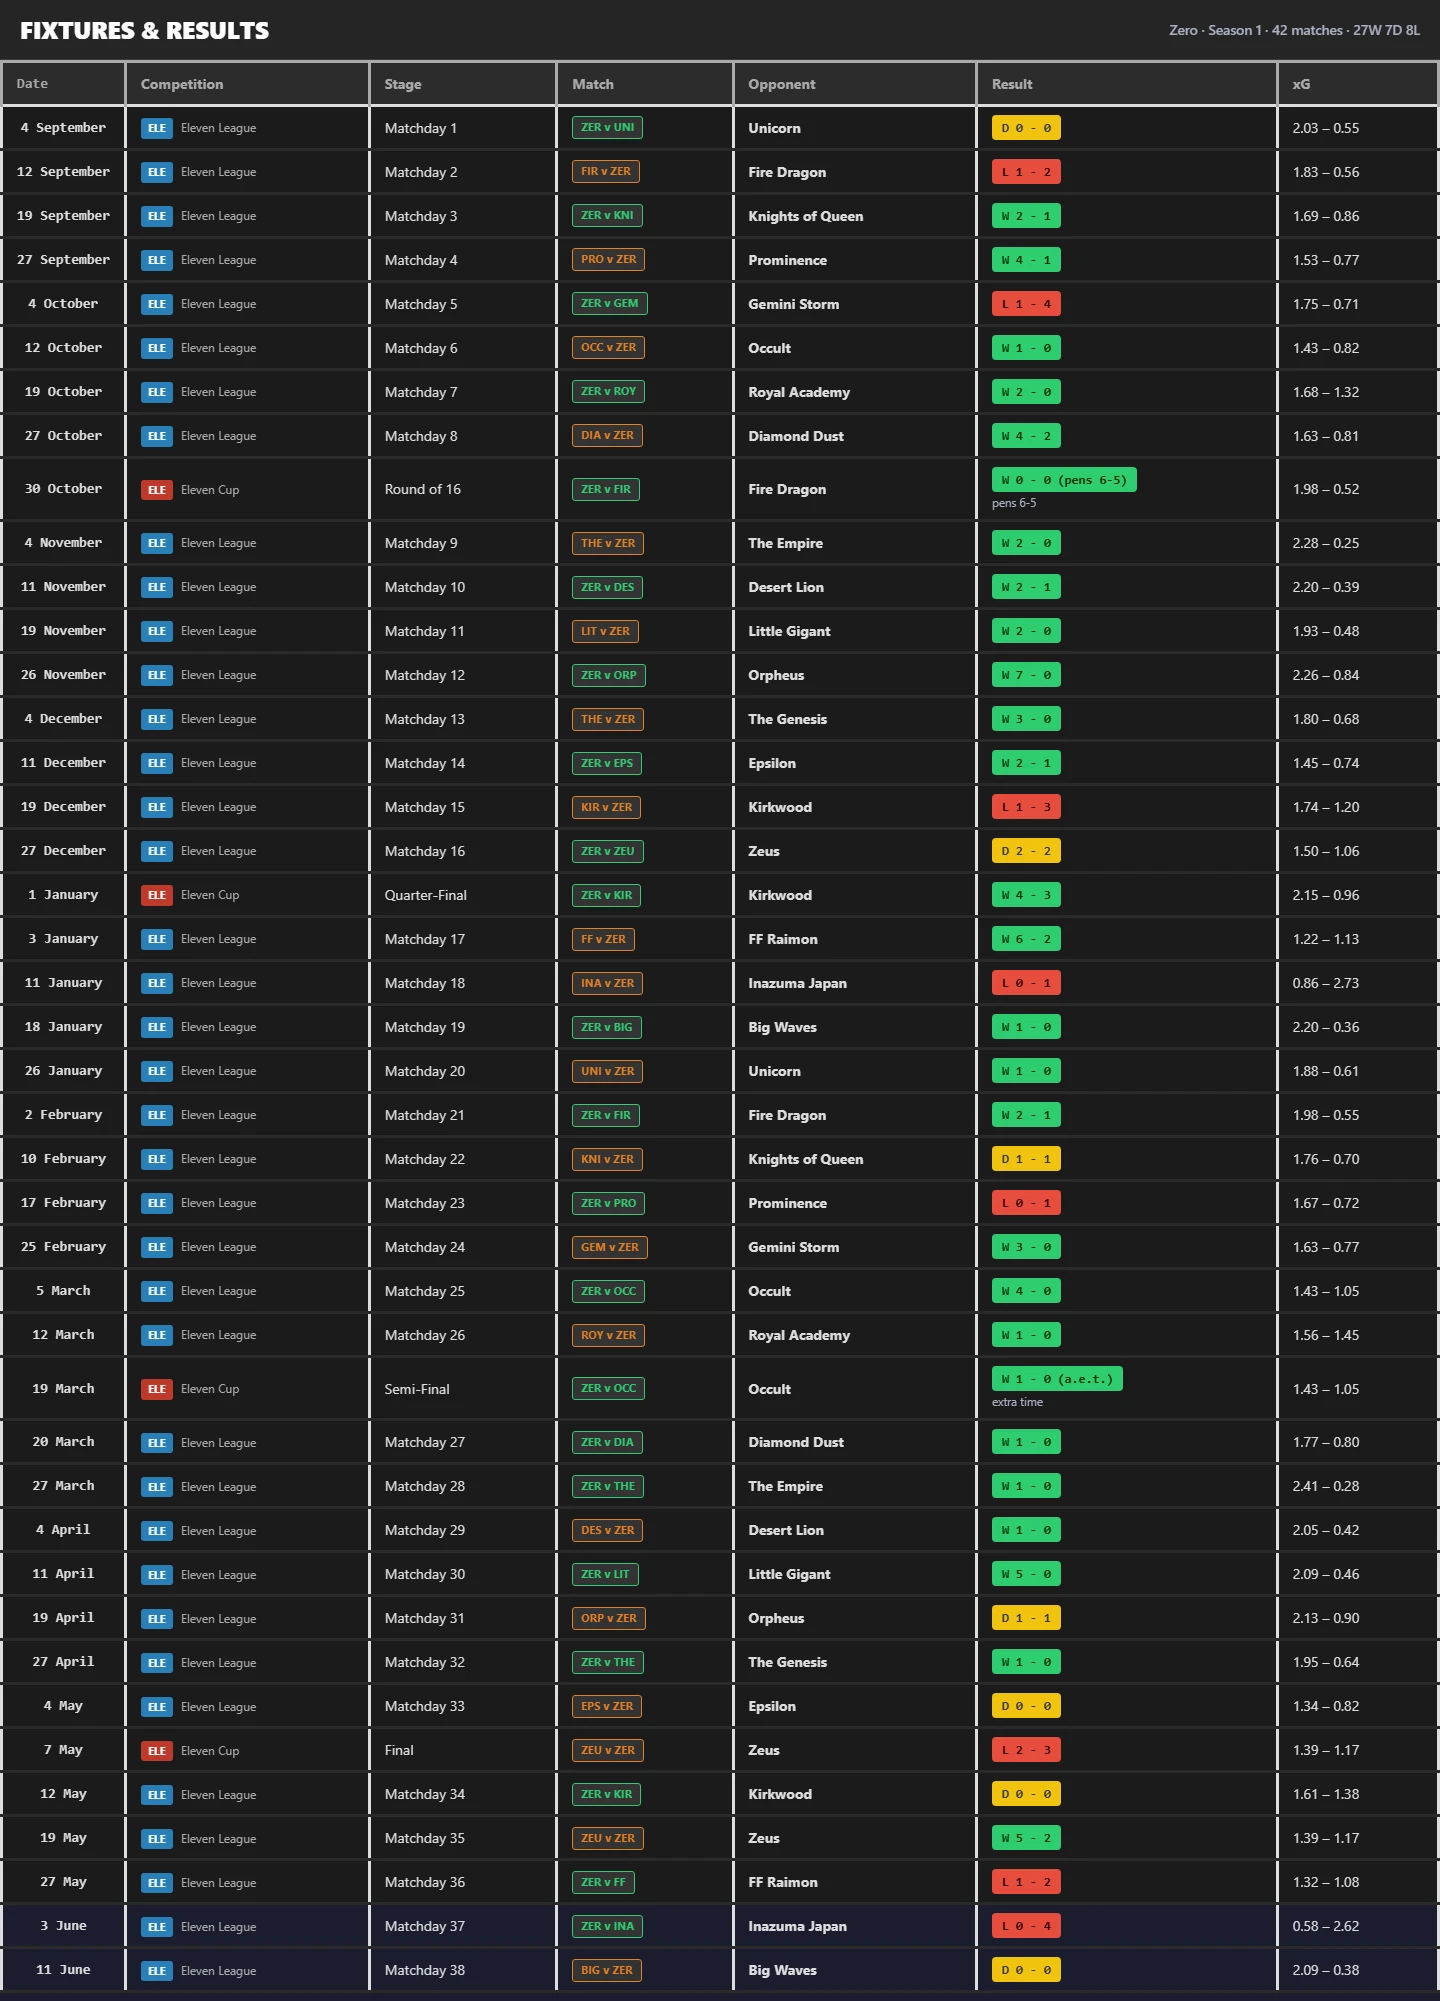 FIXTURES & RESULTS
Zero · Season 1 · 42 matches · 27W 7D 8L
Date Competition Stage Match Opponent Result xG
4 September ELE Eleven League Matchday 1 ZER v UNI Unicorn D 0 - 0 2.03 – 0.55
12 September ELE Eleven League Matchday 2 FIR v ZER Fire Dragon L 1 - 2 1.83 – 0.56
19 September ELE Eleven League Matchday 3 ZER v KNI Knights of Queen W 2 - 1 1.69 – 0.86
27 September ELE Eleven League Matchday 4 PRO v ZER Prominence W 4 - 1 1.53 – 0.77
4 October ELE Eleven League Matchday 5 ZER v GEM Gemini Storm L 1 - 4 1.75 – 0.71
12 October ELE Eleven League Matchday 6 OCC v ZER Occult W 1 - 0 1.43 – 0.82
19 October ELE Eleven League Matchday 7 ZER v ROY Royal Academy W 2 - 0 1.68 – 1.32
27 October ELE Eleven League Matchday 8 DIA v ZER Diamond Dust W 4 - 2 1.63 – 0.81
30 October ELE Eleven Cup Round of 16 ZER v FIR Fire Dragon W 0 - 0 (pens 6-5) 1.98 – 0.52
pens 6-5
4 November ELE Eleven League Matchday 9 THE v ZER The Empire W 2 - 0 2.28 – 0.25
11 November ELE Eleven League Matchday 10 ZER v DES Desert Lion W 2 - 1 2.20 – 0.39
19 November ELE Eleven League Matchday 11 LIT v ZER Little Gigant W 2 - 0 1.93 – 0.48
26 November ELE Eleven League Matchday 12 ZER v ORP Orpheus W 7 - 0 2.26 – 0.84
4 December ELE Eleven League Matchday 13 THE v ZER The Genesis W 3 - 0 1.80 – 0.68
11 December ELE Eleven League Matchday 14 ZER v EPS Epsilon W 2 - 1 1.45 – 0.74
19 December ELE Eleven League Matchday 15 KIR v ZER Kirkwood L 1 - 3 1.74 – 1.20
27 December ELE Eleven League Matchday 16 ZER v ZEU Zeus D 2 - 2 1.50 – 1.06
1 January ELE Eleven Cup Quarter-Final ZER v KIR Kirkwood W 4 - 3 2.15 – 0.96
3 January ELE Eleven League Matchday 17 FF v ZER FF Raimon W 6 - 2 1.22 – 1.13
11 January ELE Eleven League Matchday 18 INA v ZER Inazuma Japan L 0 - 1 0.86 – 2.73
18 January ELE Eleven League Matchday 19 ZER v BIG Big Waves W 1 - 0 2.20 – 0.36
26 January ELE Eleven League Matchday 20 UNI v ZER Unicorn W 1 - 0 1.88 – 0.61
2 February ELE Eleven League Matchday 21 ZER v FIR Fire Dragon W 2 - 1 1.98 – 0.55
10 February ELE Eleven League Matchday 22 KNI v ZER Knights of Queen D 1 - 1 1.76 – 0.70
17 February ELE Eleven League Matchday 23 ZER v PRO Prominence L 0 - 1 1.67 – 0.72
25 February ELE Eleven League Matchday 24 GEM v ZER Gemini Storm W 3 - 0 1.63 – 0.77
5 March ELE Eleven League Matchday 25 ZER v OCC Occult W 4 - 0 1.43 – 1.05
12 March ELE Eleven League Matchday 26 ROY v ZER Royal Academy W 1 - 0 1.56 – 1.45
19 March ELE Eleven Cup Semi-Final ZER v OCC Occult W 1 - 0 (a.e.t.) 1.43 – 1.05
extra time
20 March ELE Eleven League Matchday 27 ZER v DIA Diamond Dust W 1 - 0 1.77 – 0.80
27 March ELE Eleven League Matchday 28 ZER v THE The Empire W 1 - 0 2.41 – 0.28
4 April ELE Eleven League Matchday 29 DES v ZER Desert Lion W 1 - 0 2.05 – 0.42
11 April ELE Eleven League Matchday 30 ZER v LIT Little Gigant W 5 - 0 2.09 – 0.46
19 April ELE Eleven League Matchday 31 ORP v ZER Orpheus D 1 - 1 2.13 – 0.90
27 April ELE Eleven League Matchday 32 ZER v THE The Genesis W 1 - 0 1.95 – 0.64
4 May ELE Eleven League Matchday 33 EPS v ZER Epsilon D 0 - 0 1.34 – 0.82
7 May ELE Eleven Cup Final ZEU v ZER Zeus L 2 - 3 1.39 – 1.17
12 May ELE Eleven League Matchday 34 ZER v KIR Kirkwood D 0 - 0 1.61 – 1.38
19 May ELE Eleven League Matchday 35 ZEU v ZER Zeus W 5 - 2 1.39 – 1.17
27 May ELE Eleven League Matchday 36 ZER v FF FF Raimon L 1 - 2 1.32 – 1.08
3 June ELE Eleven League Matchday 37 ZER v INA Inazuma Japan L 0 - 4 0.58 – 2.62
11 June ELE Eleven League Matchday 38 BIG v ZER Big Waves D 0 - 0 2.09 – 0.38